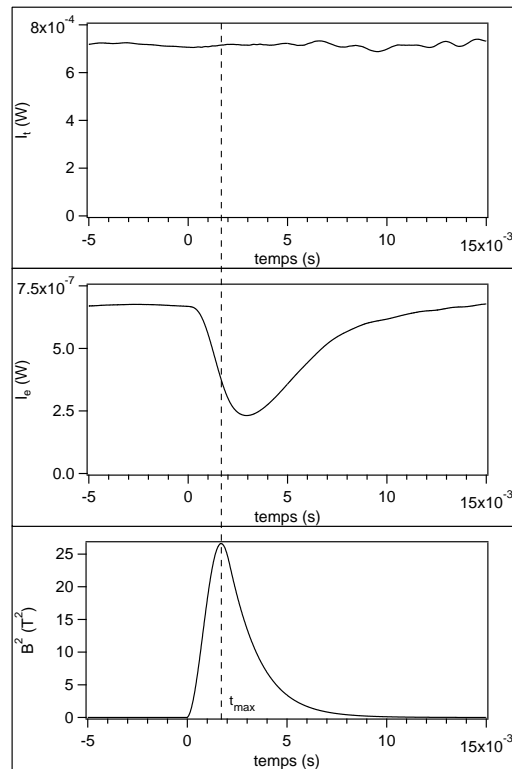 8x10⁻⁴
6
4
2
0
I_t (W)
-5 0 5 10 15x10⁻³
temps (s)
7.5x10⁻⁷
5.0
2.5
0.0
I_e (W)
-5 0 5 10 15x10⁻³
temps (s)
25
20
15
10
5
0
B² (T²)
t_max
-5 0 5 10 15x10⁻³
temps (s)